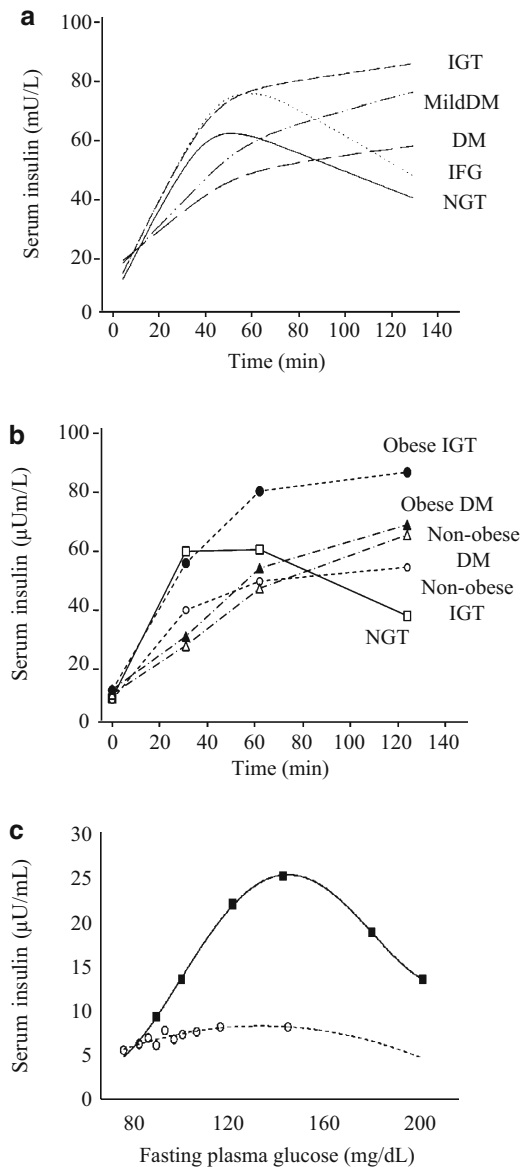 a
100
80
60
40
20
0
Serum insulin (mU/L)
IGT
MildDM
DM
IFG
NGT
0 20 40 60 80 100 120 140
Time (min)
b
100
80
60
40
20
0
Serum insulin (µUm/L)
Obese IGT
Obese DM
Non-obese
DM
Non-obese
IGT
NGT
0 20 40 60 80 100 120 140
Time (min)
c
30
25
20
15
10
5
0
Serum insulin (µU/mL)
80 120 160 200
Fasting plasma glucose (mg/dL)